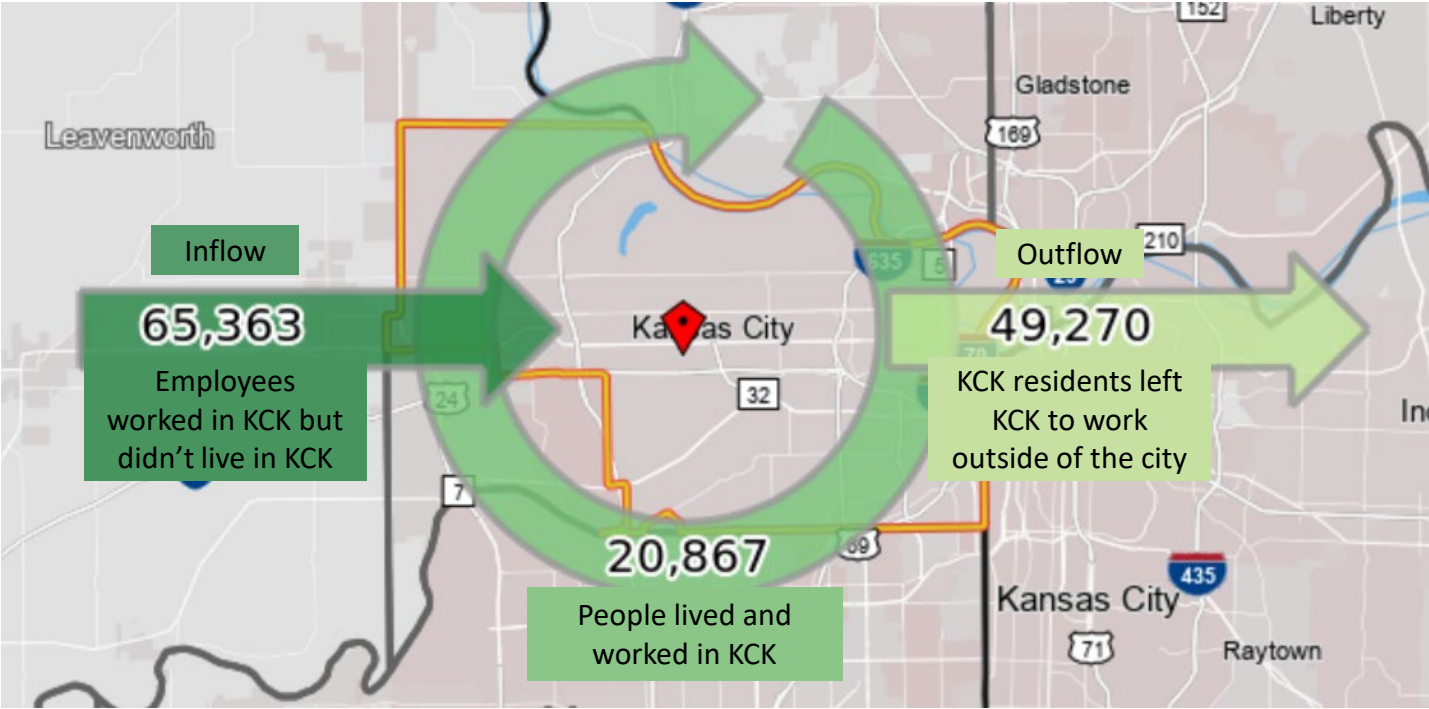 152
Liberty
Gladstone
169
Leavenworth
Inflow
635
5
210
Outflow
65,363
Kansas City
49,270
70
Employees
worked in KCK but
didn't live in KCK
24
32
KCK residents left
KCK to work
outside of the city
7
69
20,867
435
People lived and
worked in KCK
Kansas City
71
Raytown